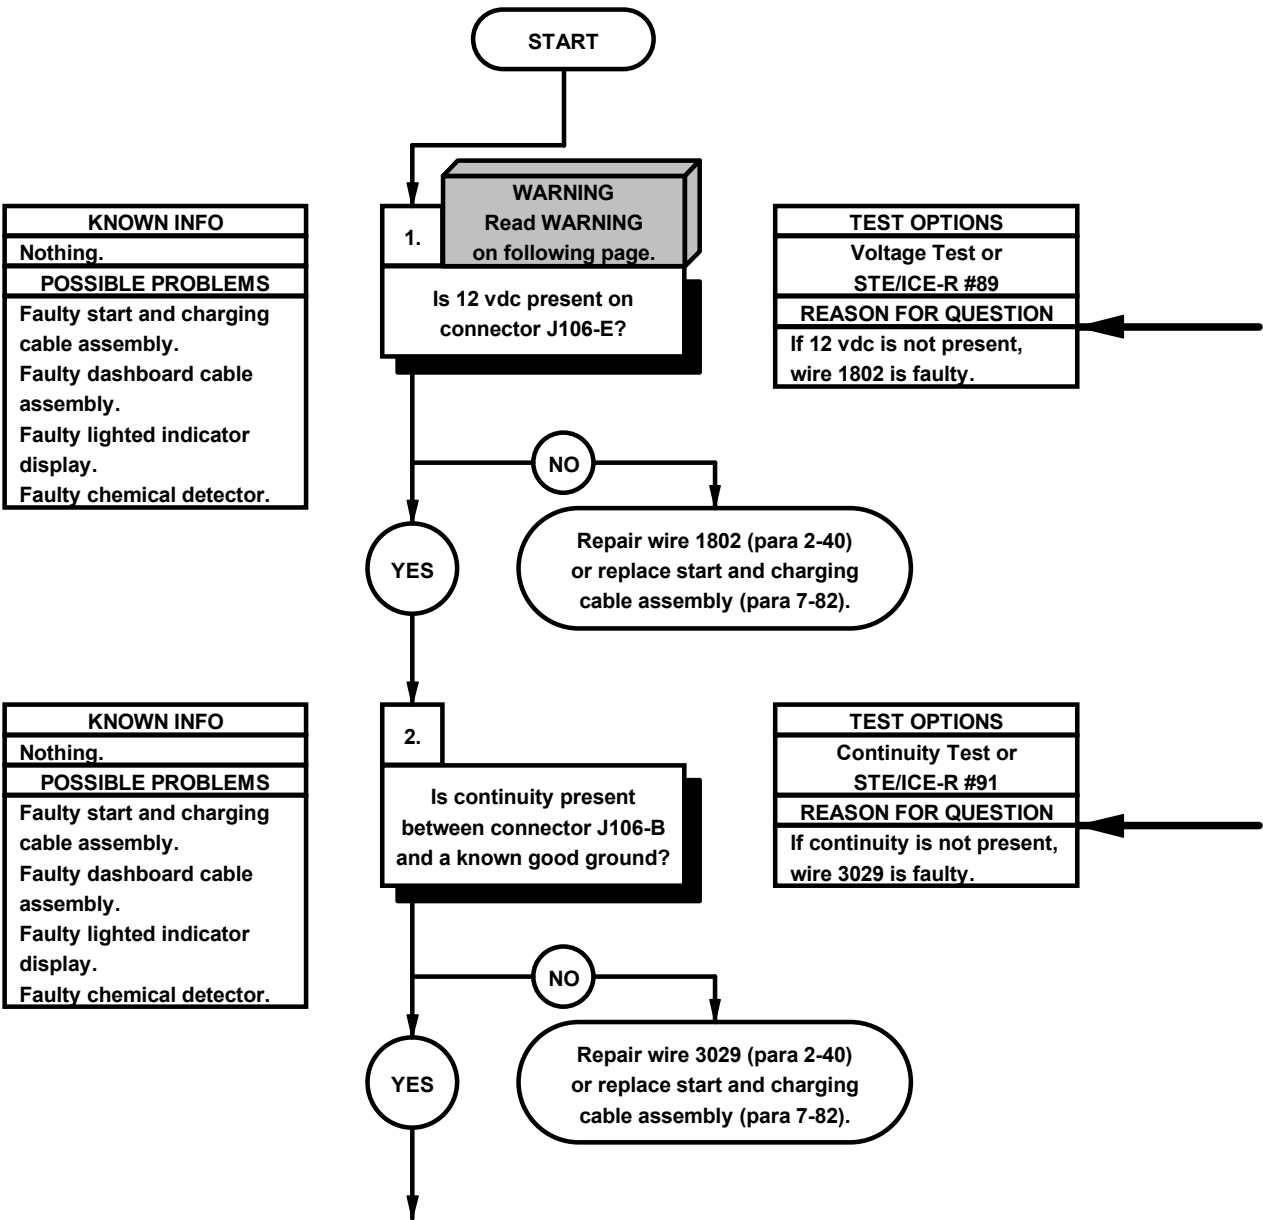 START
WARNING
Read WARNING
on following page.
1.
Is 12 vdc present on
connector J106-E?
KNOWN INFO
Nothing.
POSSIBLE PROBLEMS
Faulty start and charging
cable assembly.
Faulty dashboard cable
assembly.
Faulty lighted indicator
display.
Faulty chemical detector.
TEST OPTIONS
Voltage Test or
STE/ICE-R #89
REASON FOR QUESTION
If 12 vdc is not present,
wire 1802 is faulty.
NO
YES
Repair wire 1802 (para 2-40)
or replace start and charging
cable assembly (para 7-82).
KNOWN INFO
Nothing.
POSSIBLE PROBLEMS
Faulty start and charging
cable assembly.
Faulty dashboard cable
assembly.
Faulty lighted indicator
display.
Faulty chemical detector.
2.
Is continuity present
between connector J106-B
and a known good ground?
TEST OPTIONS
Continuity Test or
STE/ICE-R #91
REASON FOR QUESTION
If continuity is not present,
wire 3029 is faulty.
NO
YES
Repair wire 3029 (para 2-40)
or replace start and charging
cable assembly (para 7-82).